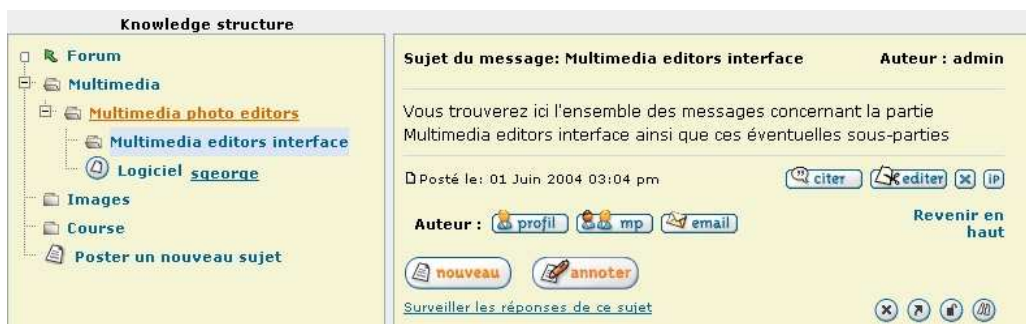 Knowledge structure
Forum
Multimedia
Multimedia photo editors
Multimedia editors interface
Logiciel sgeorge
Images
Course
Poster un nouveau sujet
Sujet du message: Multimedia editors interface Auteur : admin
Vous trouverez ici l'ensemble des messages concernant la partie
Multimedia editors interface ainsi que ces éventuelles sous-parties
Posté le: 01 Juin 2004 03:04 pm
citer
editer
IP
Auteur :
profil
mp
email
Revenir en
haut
nouveau
annoter
Surveiller les réponses de ce sujet